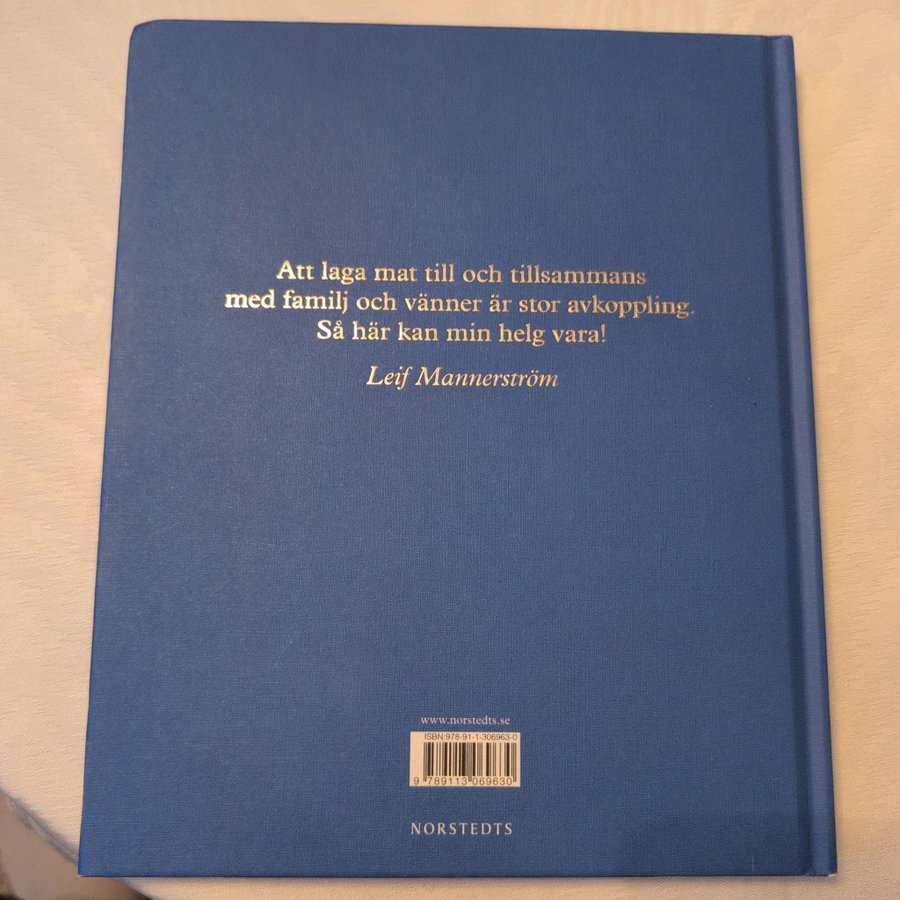 Att laga mat till och tillsammans
med familj och vänner är stor avkoppling.
Så här kan min helg vara!
Leif Mannerström
www.norstedts.se
ISBN:978-91-1-306963-0
9 789113 069630
NORSTEDTS